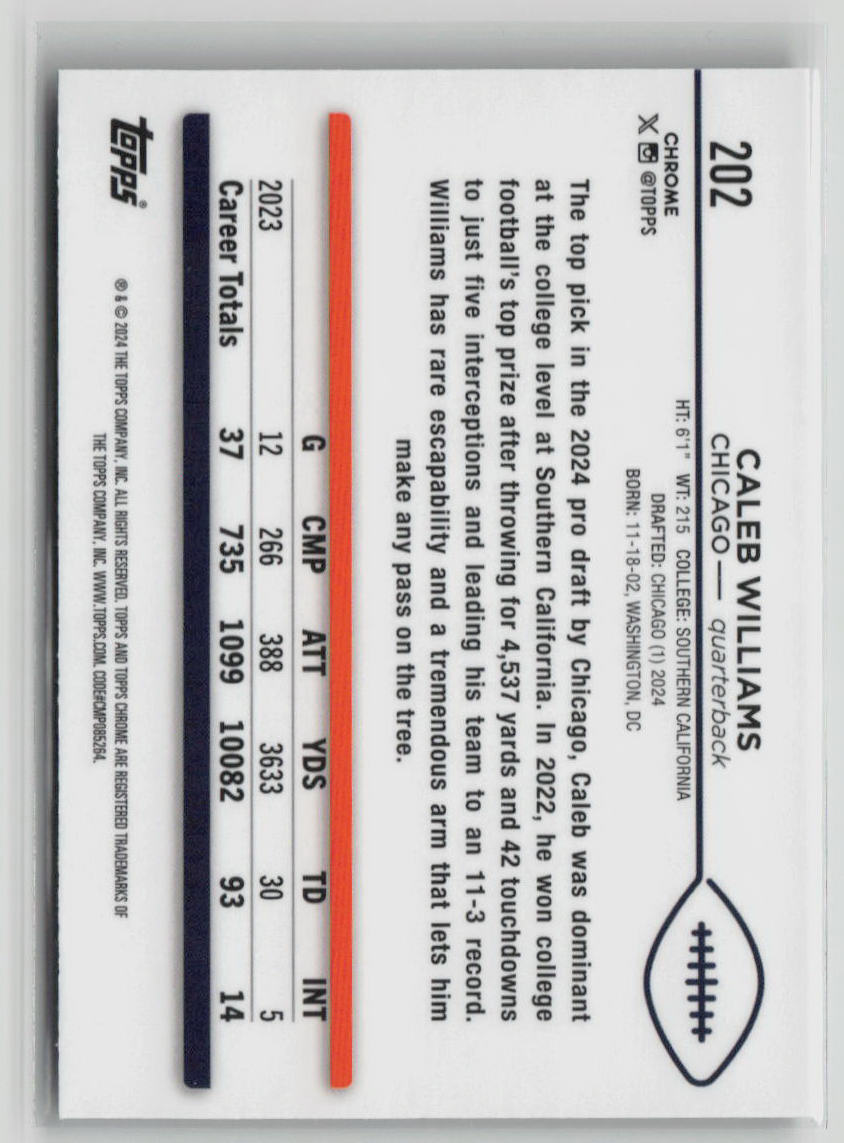 202
CALEB WILLIAMS
CHICAGO — quarterback
CHROME
X @TOPPS
HT: 6'1" WT: 215 COLLEGE: SOUTHERN CALIFORNIA
DRAFTED: CHICAGO (1) 2024
BORN: 11-18-02, WASHINGTON, DC
The top pick in the 2024 pro draft by Chicago, Caleb was dominant
at the college level at Southern California. In 2022, he won college
football's top prize after throwing for 4,537 yards and 42 touchdowns
to just five interceptions and leading his team to an 11-3 record.
Williams has rare escapability and a tremendous arm that lets him
make any pass on the tree.
G CMP ATT YDS TD INT
2023 12 266 388 3633 30 5
Career Totals 37 735 1099 10082 93 14
topps®
® & © 2024 THE TOPPS COMPANY, INC. ALL RIGHTS RESERVED. TOPPS AND TOPPS CHROME ARE REGISTERED TRADEMARKS OF
THE TOPPS COMPANY, INC. WWW.TOPPS.COM. CODE#CMP085264.